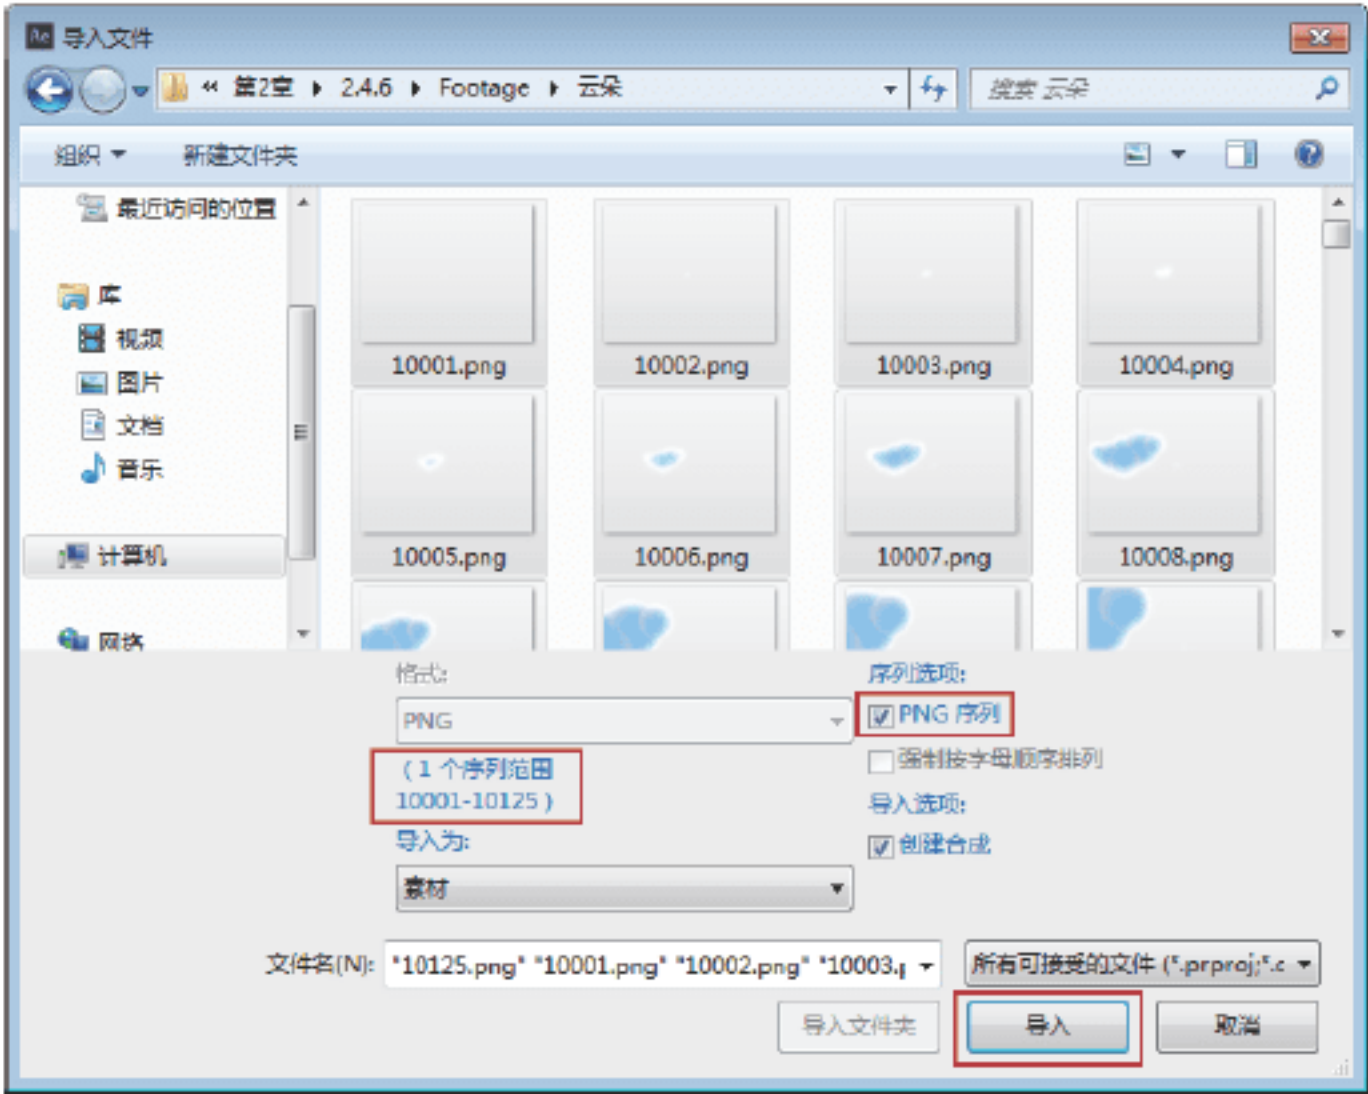 Ae 导入文件
« 第2章 ▸ 2.4.6 ▸ Footage ▸ 云朵
搜索 云朵
组织 新建文件夹
最近访问的位置
库
视频
图片
文档
音乐
计算机
网络
10001.png 10002.png 10003.png 10004.png
10005.png 10006.png 10007.png 10008.png
格式:
PNG
(1 个序列范围
10001-10125)
导入为:
素材
序列选项:
PNG 序列
强制按字母顺序排列
导入选项:
创建合成
文件名(N): "10125.png" "10001.png" "10002.png" "10003.p
所有可接受的文件 (*.prproj;*.c
导入文件夹 导入 取消